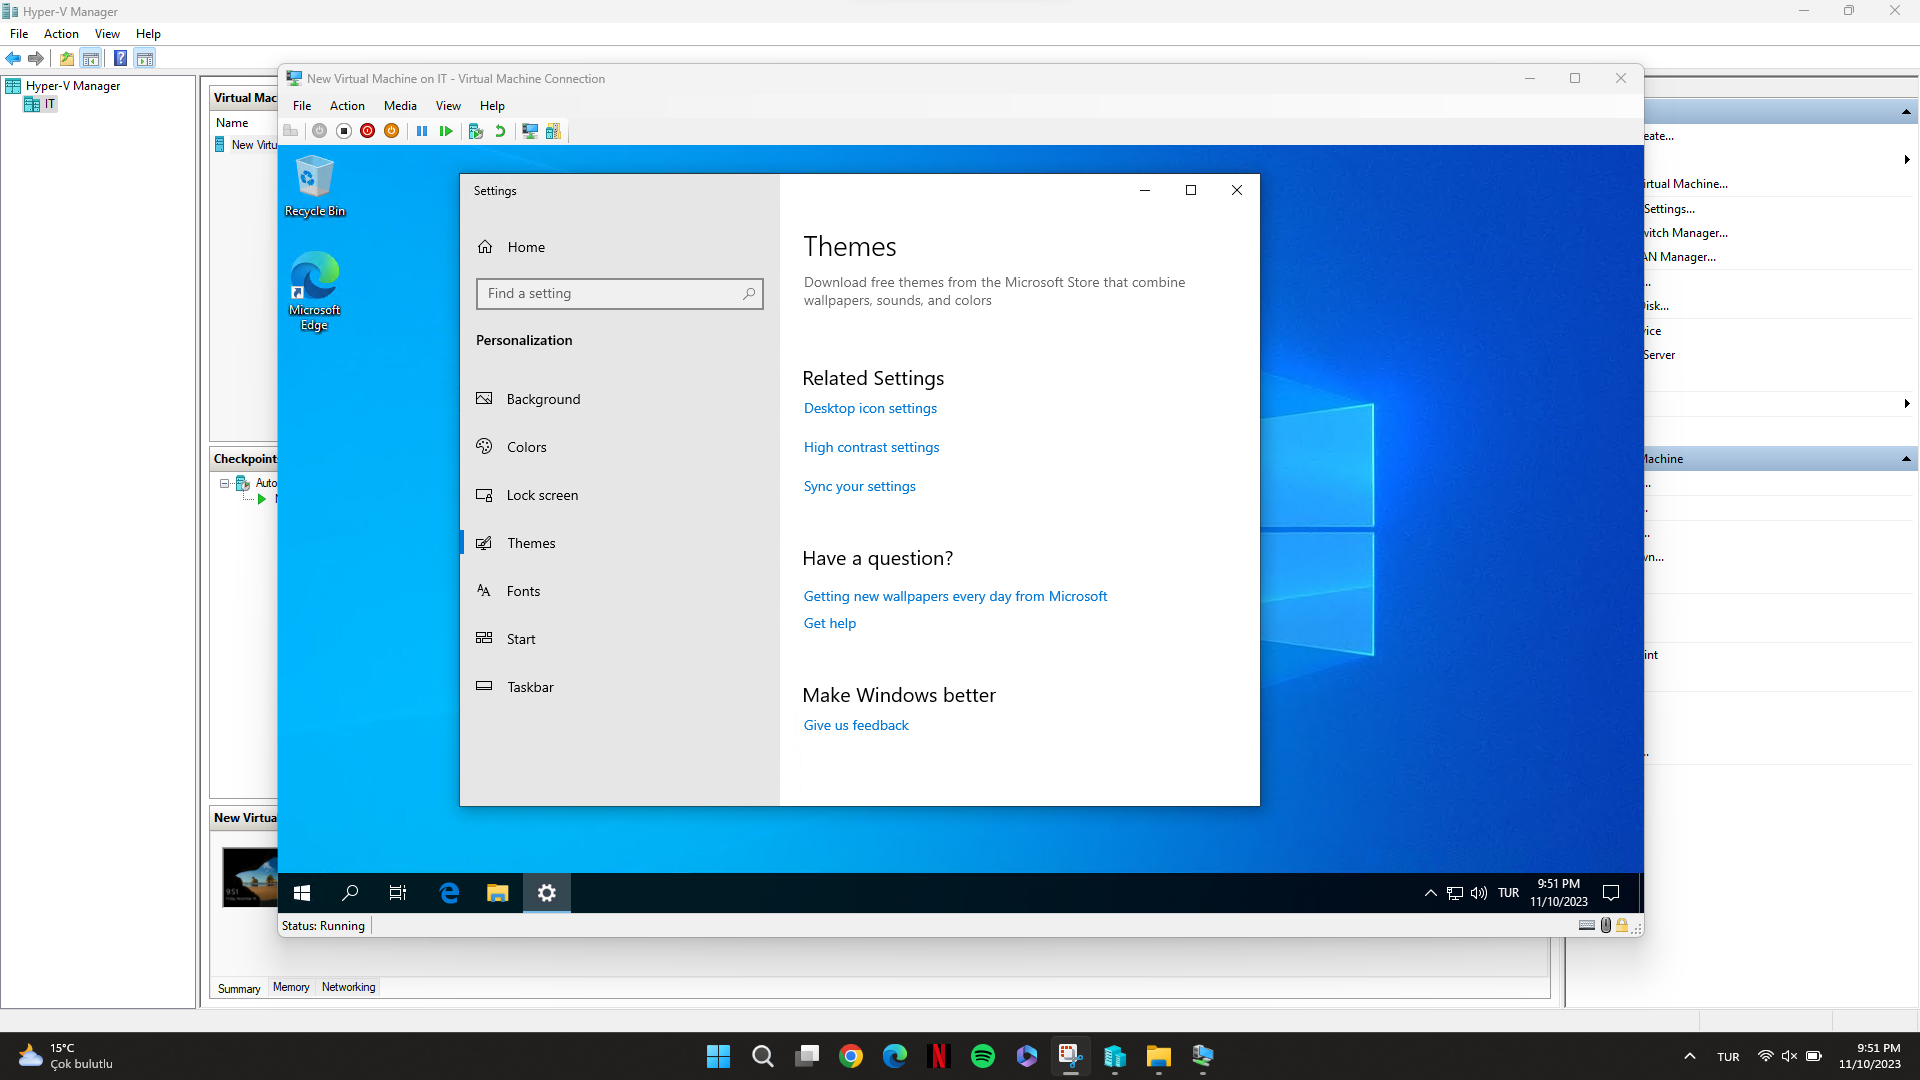 Hyper-V Manager
File Action View Help
Hyper-V Manager
IT
Virtual Mac
Name
New Virtu
Checkpoint
Auto
New Virtua
Summary Memory Networking
New Virtual Machine on IT - Virtual Machine Connection
File Action Media View Help
Recycle Bin
Microsoft
Edge
Settings
Home
Find a setting
Personalization
Background
Colors
Lock screen
Themes
Fonts
Start
Taskbar
Themes
Download free themes from the Microsoft Store that combine
wallpapers, sounds, and colors
Related Settings
Desktop icon settings
High contrast settings
Sync your settings
Have a question?
Getting new wallpapers every day from Microsoft
Get help
Make Windows better
Give us feedback
TUR
9:51 PM
11/10/2023
Status: Running
eate...
irtual Machine...
Settings...
witch Manager...
AN Manager...
isk...
vice
Server
Machine
wn...
int
15°C
Çok bulutlu
TUR
9:51 PM
11/10/2023